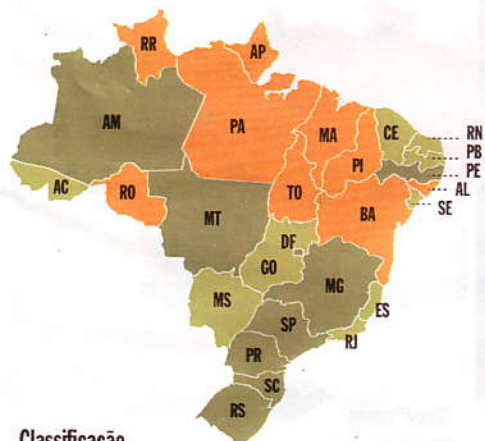 RR
AP
AM
PA
MA
CE
RN
PB
PE
PI
AL
AC
RO
TO
BA
SE
MT
DF
GO
MG
MS
ES
SP
RJ
PR
SC
RS
Classificação